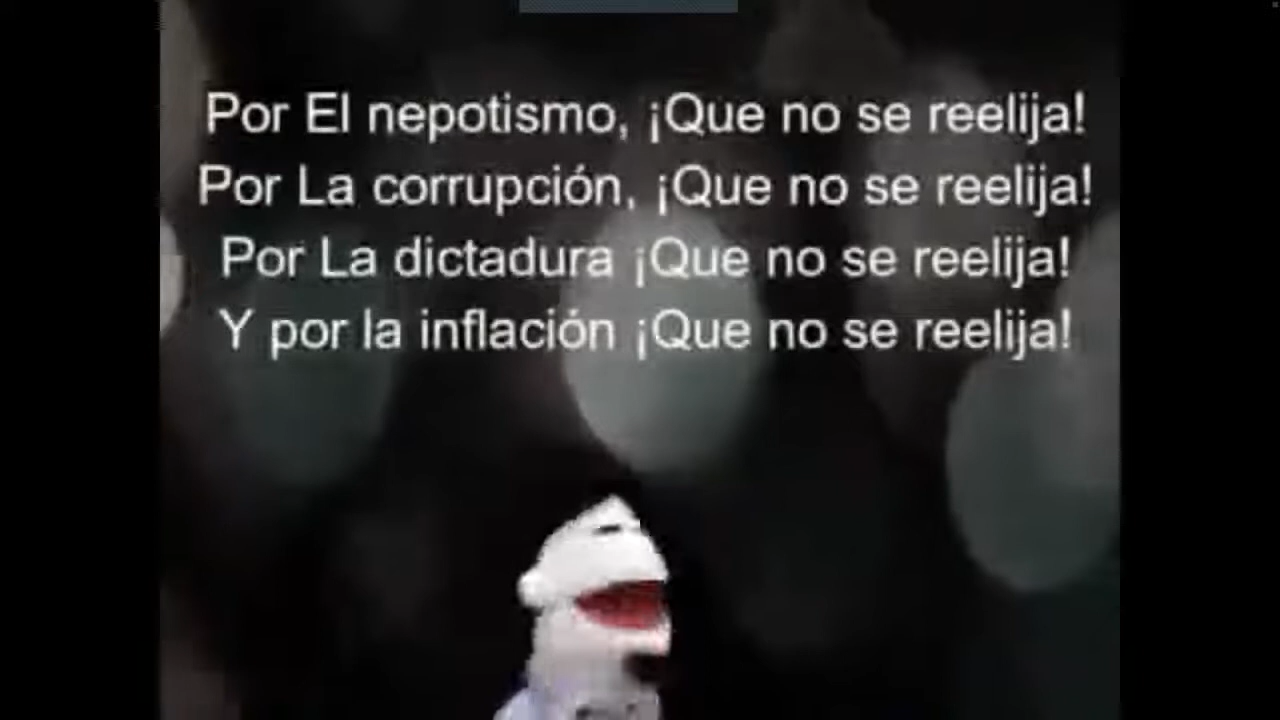 Por El nepotismo, ¡Que no se reelija!
Por La corrupción, ¡Que no se reelija!
Por La dictadura ¡Que no se reelija!
Y por la inflación ¡Que no se reelija!